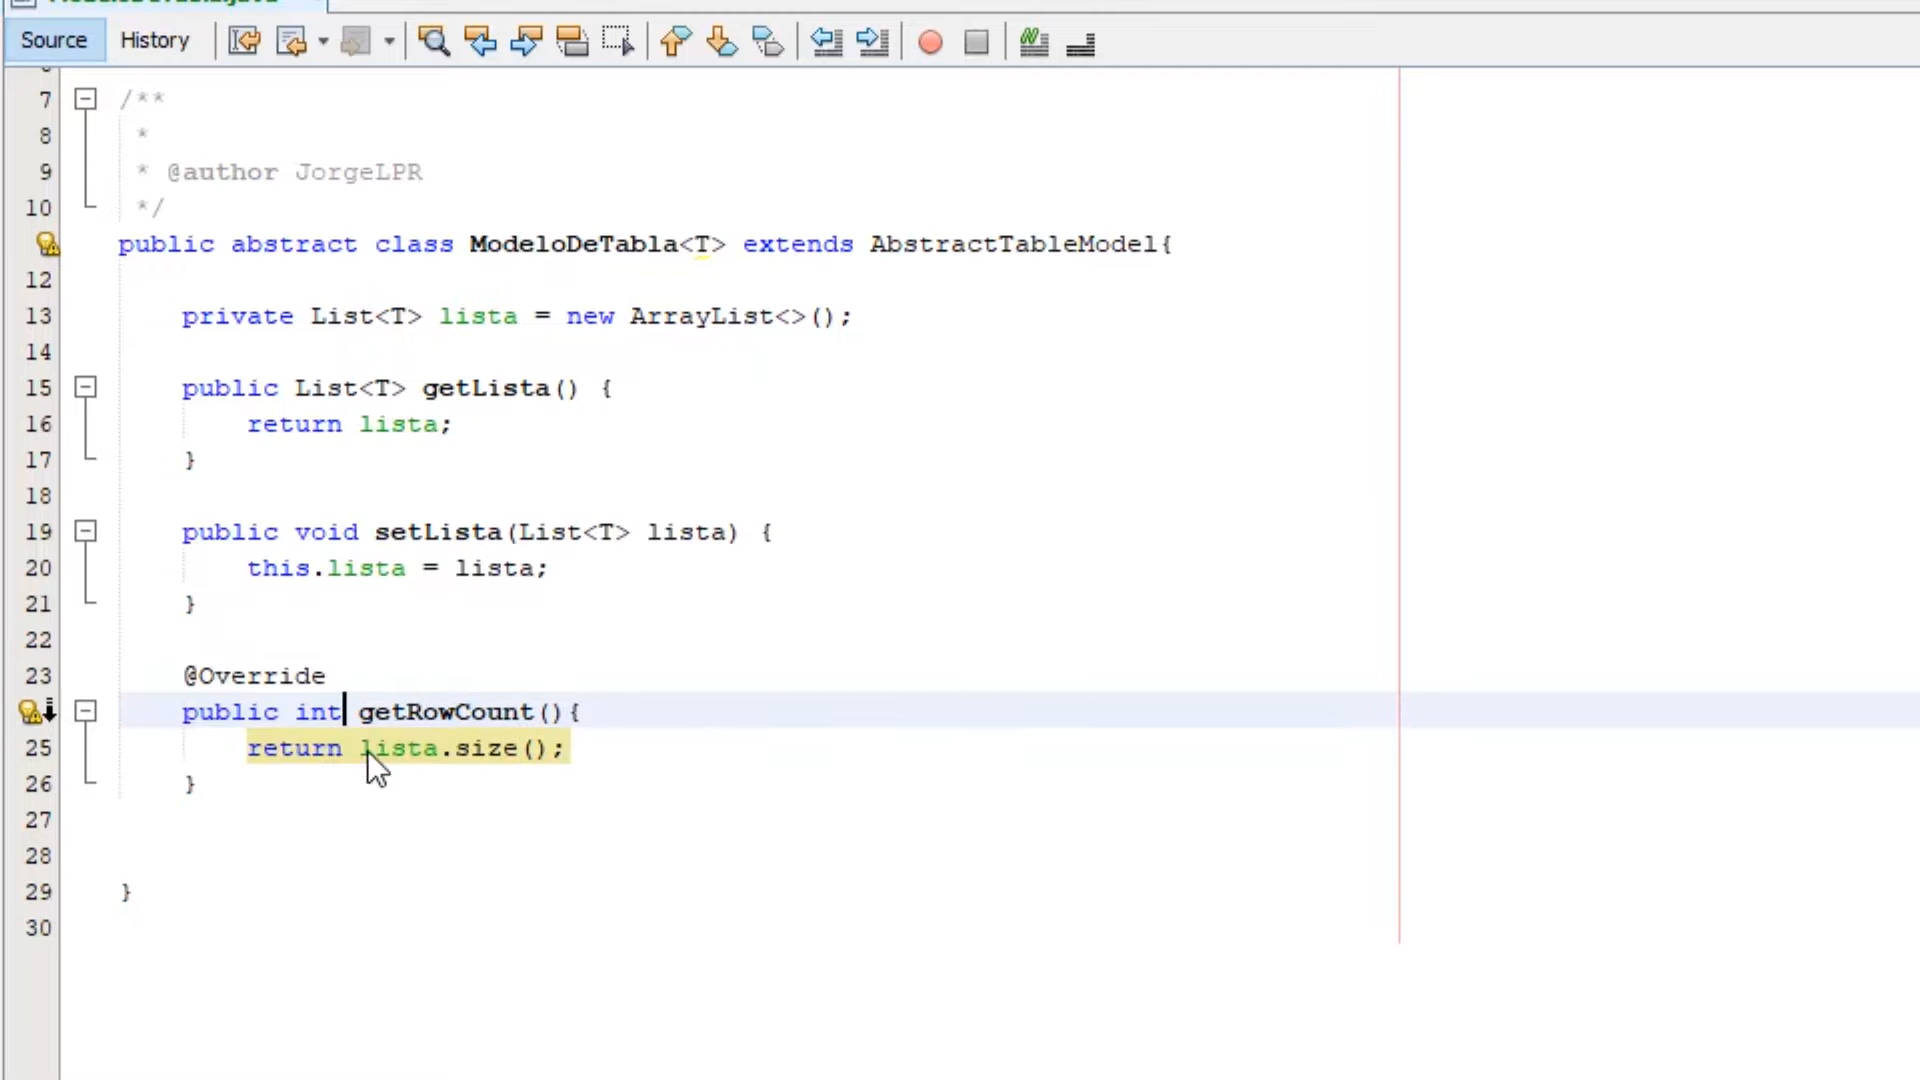 Source History
7 /**
8 *
9 * @author JorgeLPR
10 */
public abstract class ModeloDeTabla<T> extends AbstractTableModel{
12
13 private List<T> lista = new ArrayList<>();
14
15 public List<T> getLista() {
16 return lista;
17 }
18
19 public void setLista(List<T> lista) {
20 this.lista = lista;
21 }
22
23 @Override
public int getRowCount(){
25 return lista.size();
26 }
27
28
29 }
30